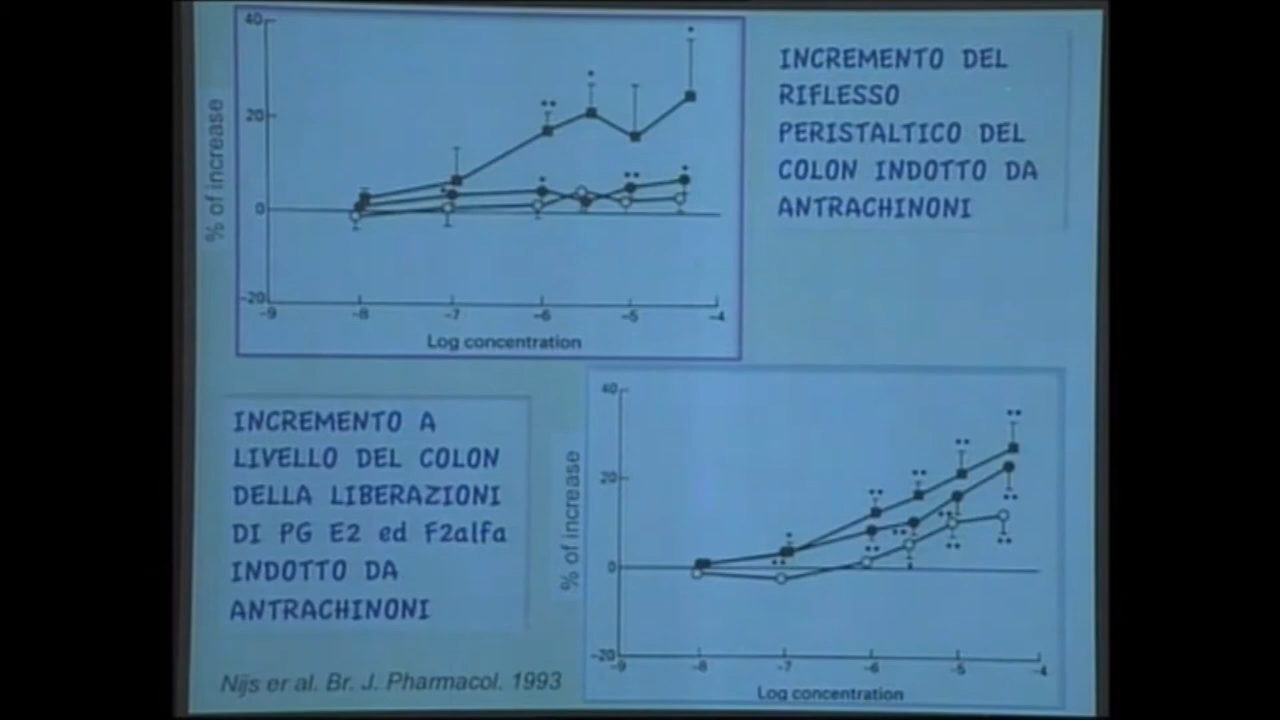 40
20
0
-20
-9
-8
-7
-6
-5
-4
% of increase
Log concentration
INCREMENTO DEL
RIFLESSO
PERISTALTICO DEL
COLON INDOTTO DA
ANTRACHINONI
INCREMENTO A
LIVELLO DEL COLON
DELLA LIBERAZIONI
DI PG E2 ed F2alfa
INDOTTO DA
ANTRACHINONI
40
20
0
-20
-9
-8
-7
-6
-5
-4
% of increase
Log concentration
Nijs er al. Br. J. Pharmacol. 1993